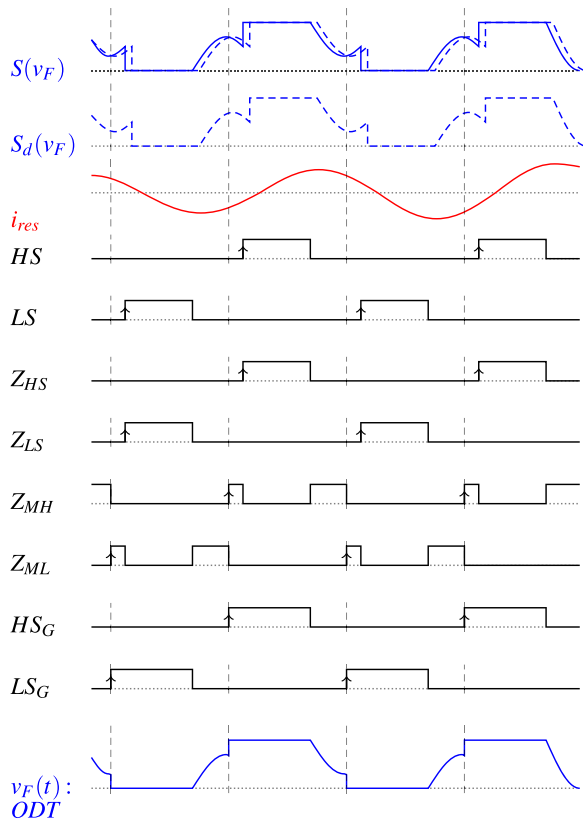 S(v_F)
S_d(v_F)
i_res
HS
LS
Z_HS
Z_LS
Z_MH
Z_ML
HS_G
LS_G
v_F(t) :
ODT